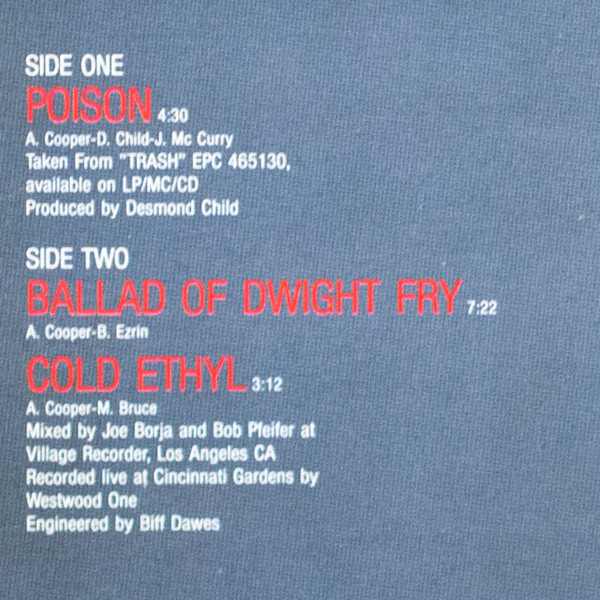 SIDE ONE
POISON 4:30
A. Cooper-D. Child-J. Mc Curry
Taken From "TRASH" EPC 465130,
available on LP/MC/CD
Produced by Desmond Child
SIDE TWO
BALLAD OF DWIGHT FRY 7:22
A. Cooper-B. Ezrin
COLD ETHYL 3:12
A. Cooper-M. Bruce
Mixed by Joe Borja and Bob Pfeifer at
Village Recorder, Los Angeles CA
Recorded live at Cincinnati Gardens by
Westwood One
Engineered by Biff Dawes